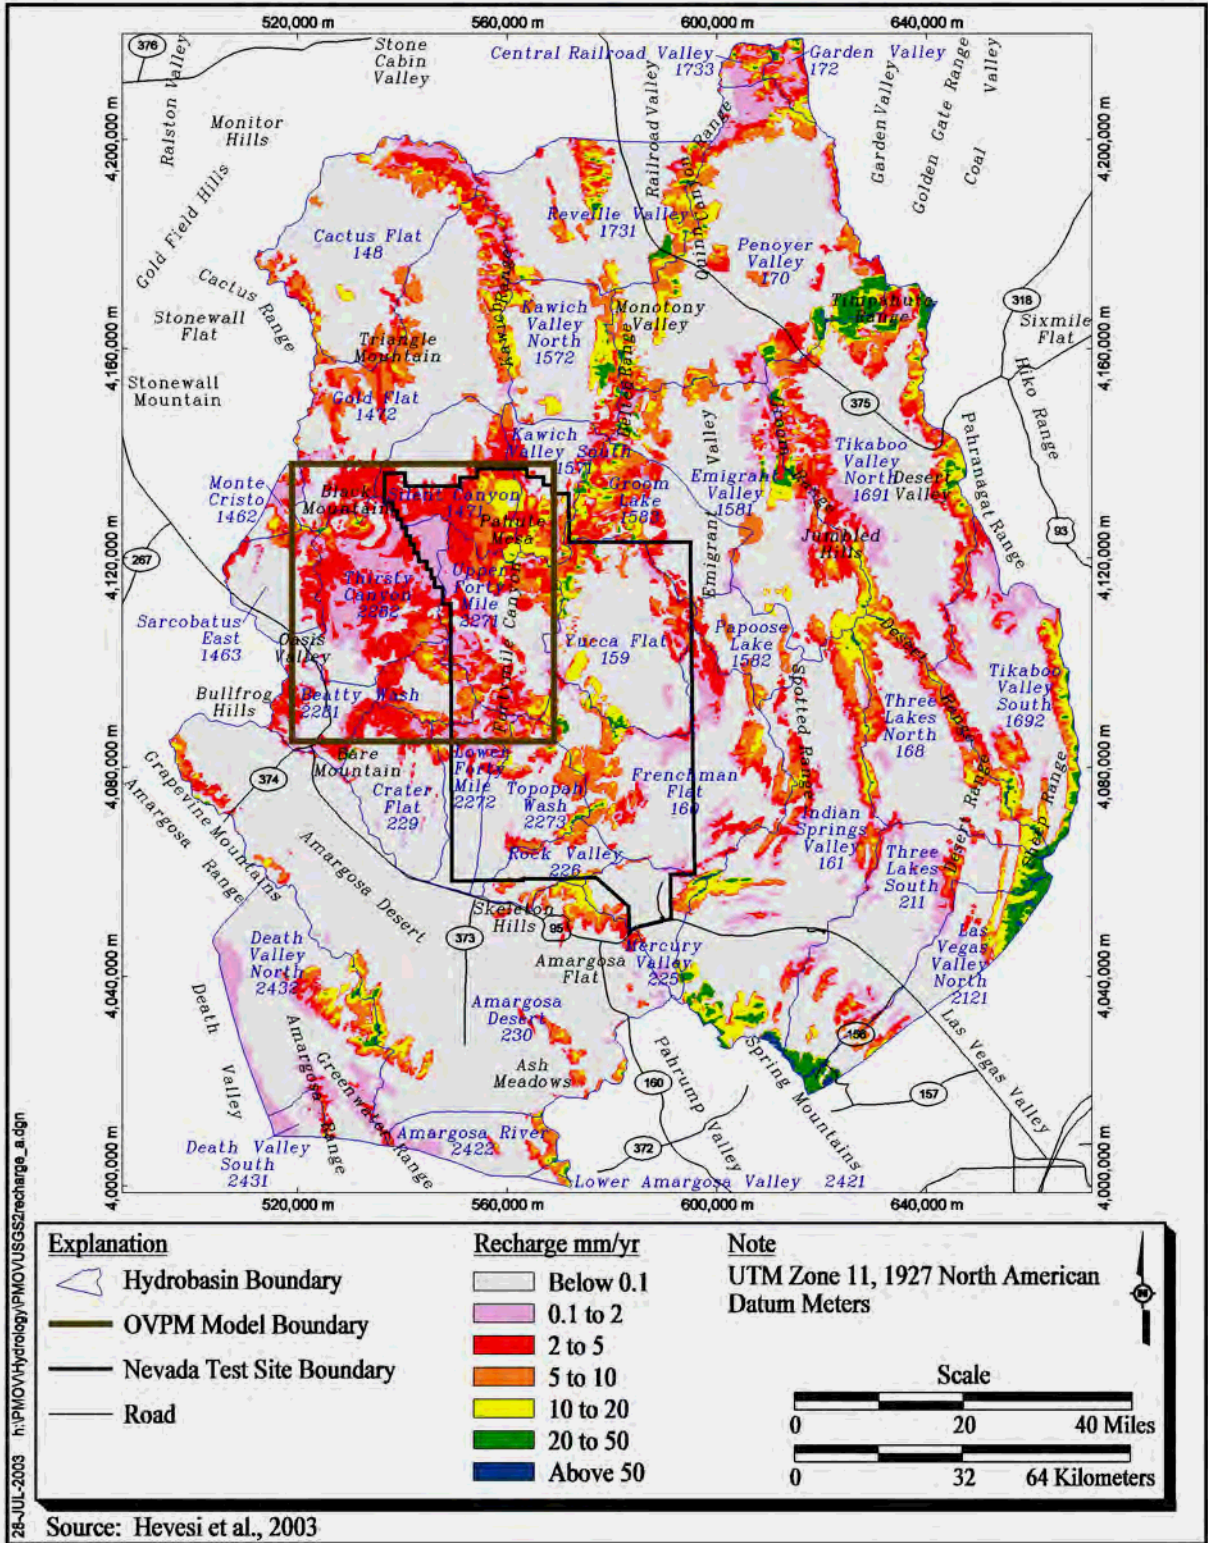 520,000 m
560,000 m
600,000 m
640,000 m
376
Stone
Cabin
Valley
Ralston Valley
Central Railroad Valley
1733
Garden Valley
172
Railroad Valley
Garden Valley
Golden Gate Range
Coal Valley
Monitor
Hills
4,200,000 m
4,200,000 m
Gold Field Hills
Quinn Canyon Range
Reveille Valley
1731
Cactus Flat
148
Penoyer
Valley
170
Cactus Range
Kawich Range
Kawich
Valley
North
1572
Monotony
Valley
Timpahute
Range
318
Sixmile
Flat
Stonewall
Flat
Triangle
Mountain
4,160,000 m
4,160,000 m
Stonewall
Mountain
Gold Flat
1472
Belted Range
375
Hiko Range
Kawich
Valley South
1571
Emigrant Valley
Groom Range
Tikaboo
Valley
North
1691
Desert
Valley
Pahranagat Range
Monte
Cristo
1462
Black
Mountain
Silent Canyon
1471
Pahute
Mesa
Groom
Lake
1583
Emigrant
Valley
1581
Jumbled
Hills
93
267
4,120,000 m
4,120,000 m
Thirsty
Canyon
2282
Upper
Forty
Mile
2271
Fortymile Canyon
Sarcobatus
East
1463
Oasis
Valley
Yucca Flat
159
Papoose
Lake
1582
Desert Range
Tikaboo
Valley
South
1692
Bullfrog
Hills
Beatty Wash
2281
Spotted Range
Three
Lakes
North
168
Bare
Mountain
Lower
Forty
Mile
2272
Frenchman
Flat
160
4,080,000 m
4,080,000 m
374
Grapevine Mountains
Amargosa Range
Crater
Flat
229
Topopah
Wash
2273
Indian
Springs
Valley
161
Desert Range
Sheep Range
Amargosa Desert
Rock Valley
226
Three
Lakes
South
211
Skeleton
Hills
95
373
Death
Valley
North
2432
Amargosa
Flat
Mercury
Valley
225
Las
Vegas
Valley
North
2121
4,040,000 m
4,040,000 m
Death Valley
Amargosa Range
Greenwater Range
Amargosa
Desert
230
156
Las Vegas Valley
Ash
Meadows
160
Pahrump Valley
Spring Mountains
157
Death Valley
South
2431
Amargosa River
2422
372
Lower Amargosa Valley 2421
4,000,000 m
4,000,000 m
520,000 m
560,000 m
600,000 m
640,000 m
Explanation
Hydrobasin Boundary
OVPM Model Boundary
Nevada Test Site Boundary
Road
Recharge mm/yr
Below 0.1
0.1 to 2
2 to 5
5 to 10
10 to 20
20 to 50
Above 50
Note
UTM Zone 11, 1927 North American
Datum Meters
N
Scale
0 20 40 Miles
0 32 64 Kilometers
28-JUL-2003 h:\PMOV\Hydrology\PMOV\USGS2recharge_a.dgn
Source: Hevesi et al., 2003